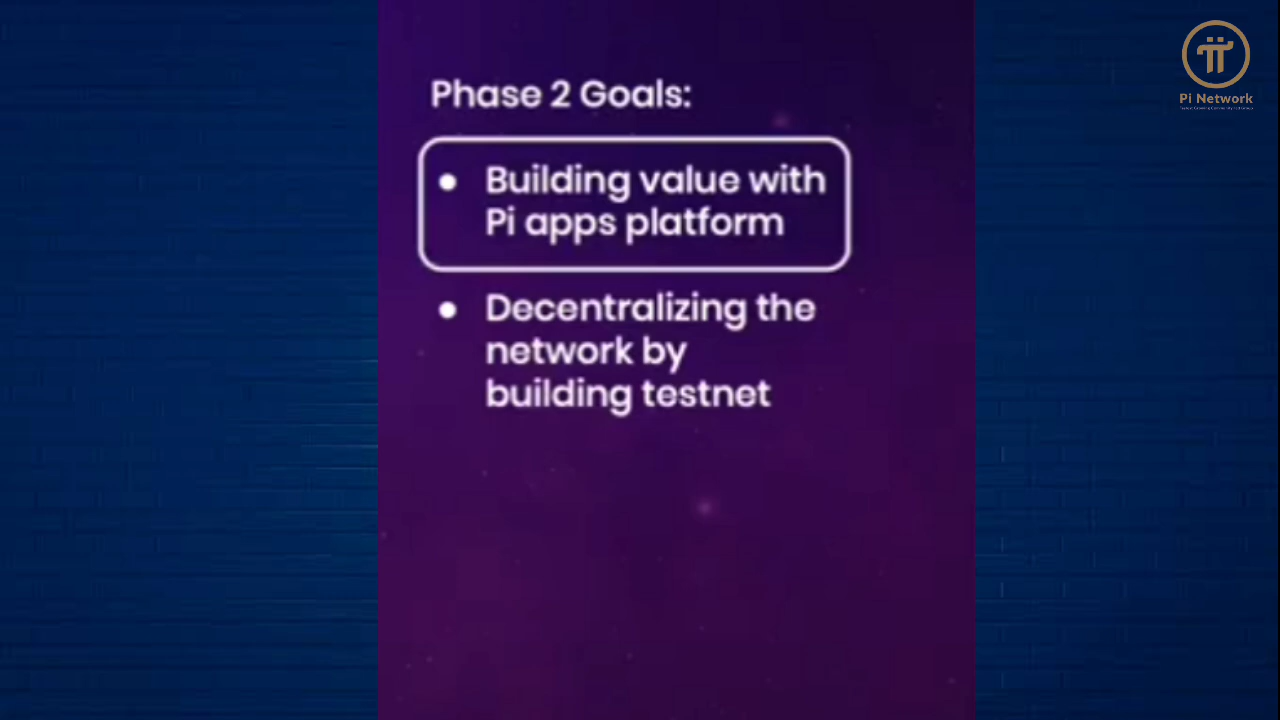 Phase 2 Goals:
● Building value with
Pi apps platform
● Decentralizing the
network by
building testnet
Pi Network